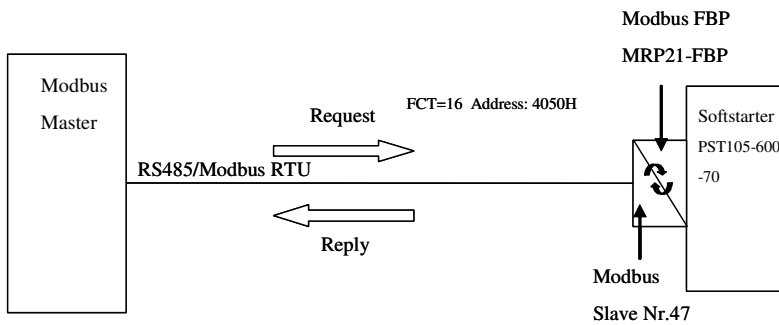 Modbus FBP
MRP21-FBP
Modbus
Master
Request
FCT=16 Address: 4050H
Softstarter
PST105-600
-70
RS485/Modbus RTU
Reply
Modbus
Slave Nr.47